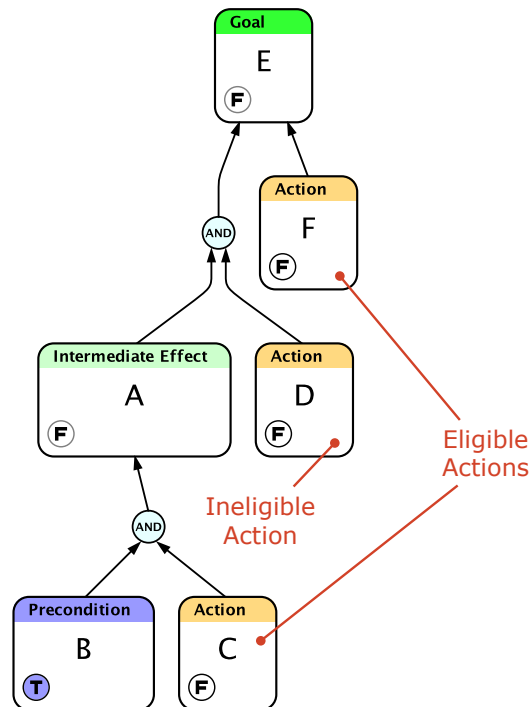 Goal
E
F
AND
Action
F
F
Intermediate Effect
A
F
Action
D
F
Eligible
Actions
Ineligible
Action
AND
Precondition
B
T
Action
C
F